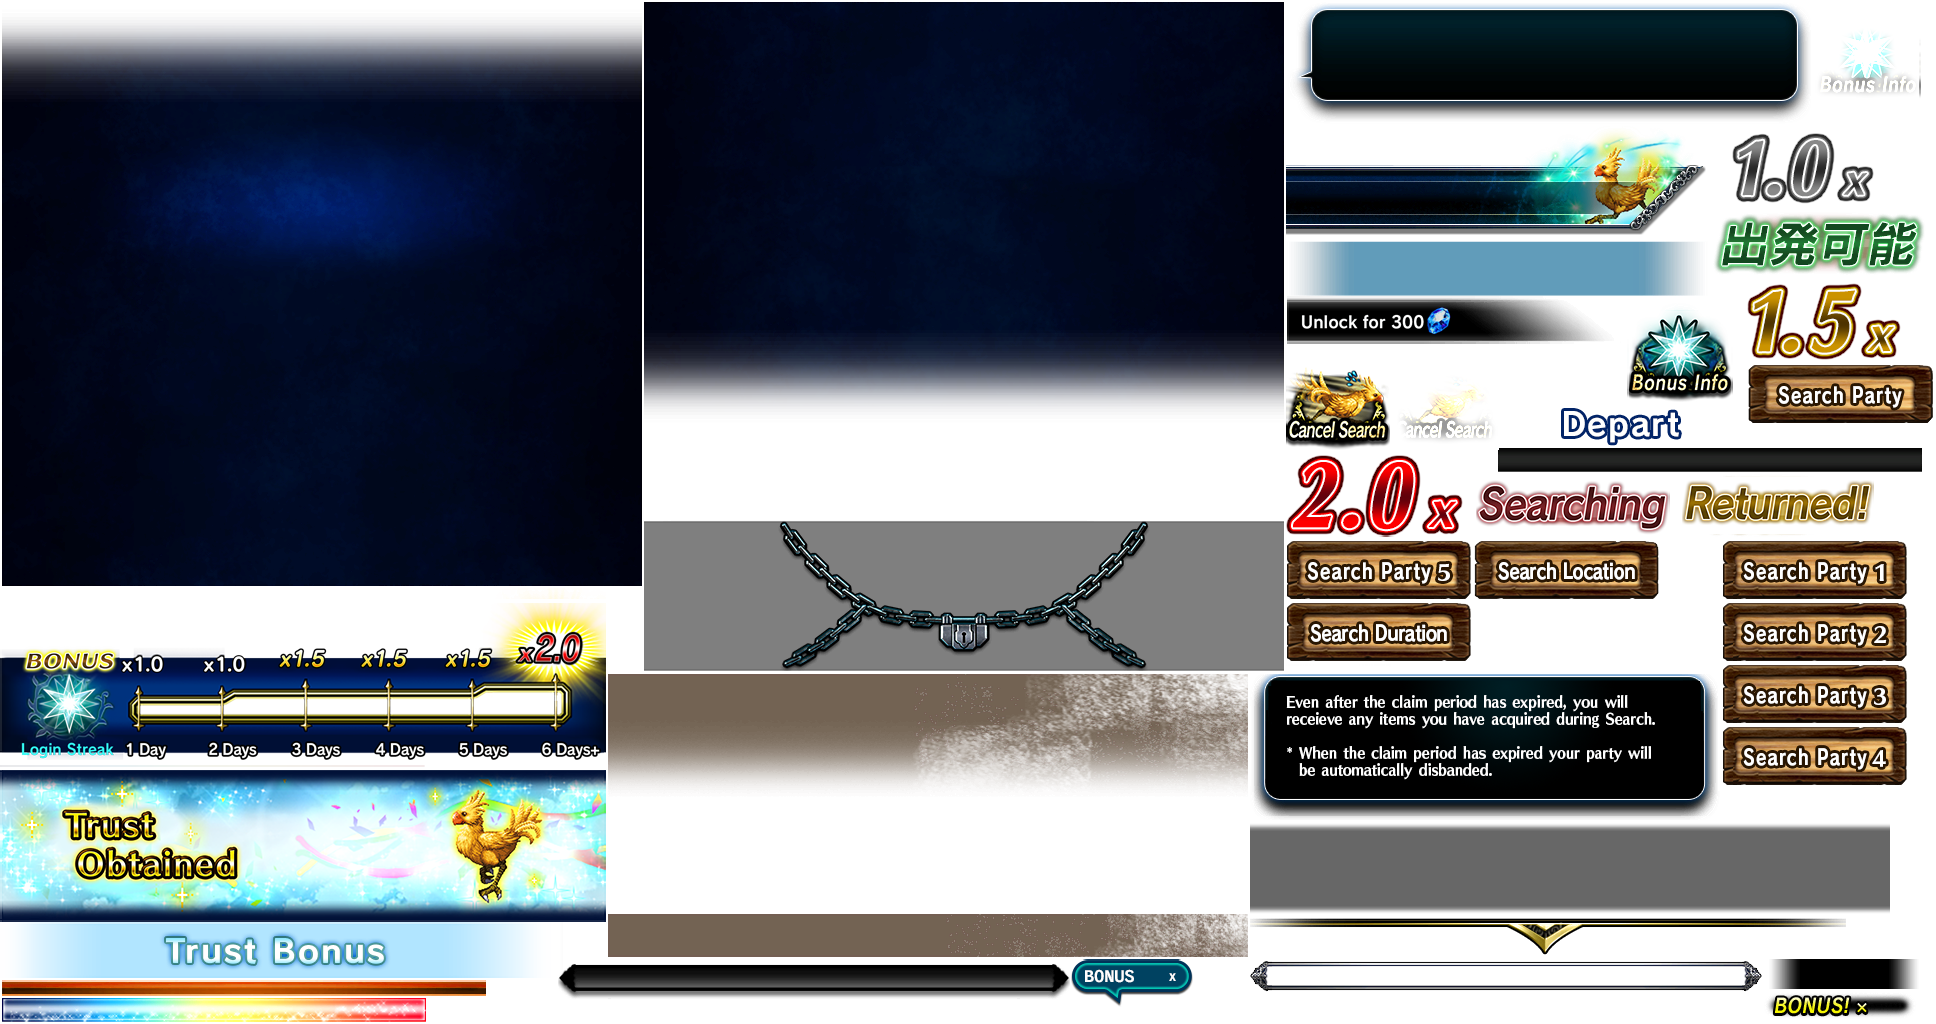 Bonus Info
1.0 x
出発可能
Unlock for 300
1.5 x
Bonus Info
Search Party
Cancel Search
Cancel Search
Depart
2.0 x
Searching
Returned!
Search Party 5
Search Location
Search Party 1
Search Duration
Search Party 2
Search Party 3
Search Party 4
Even after the claim period has expired, you will
receieve any items you have acquired during Search.
* When the claim period has expired your party will
be automatically disbanded.
BONUS x1.0 x1.0 x1.5 x1.5 x1.5 x2.0
Login Streak 1.Day 2.Days 3.Days 4.Days 5.Days 6.Days+
Trust
Obtained
Trust Bonus
BONUS x
BONUS! ×